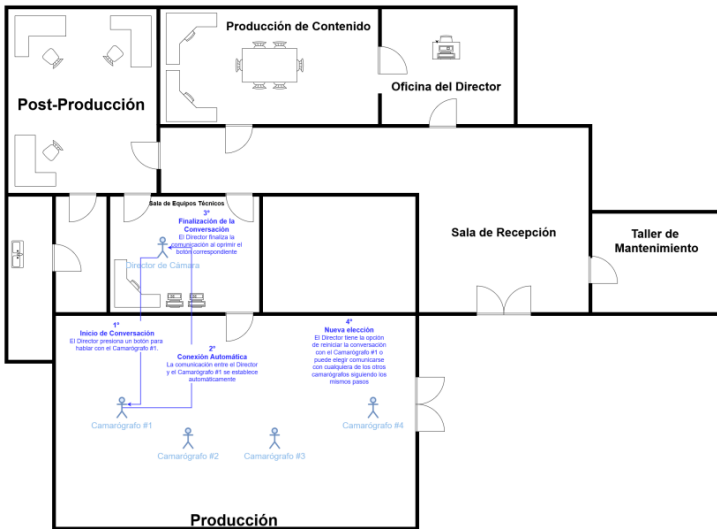 Producción de Contenido
Oficina del Director
Post-Producción
Sala de Equipos Técnicos
3°
Finalización de la
Conversación
El Director finaliza la
comunicación al oprimir el
botón correspondiente
Director de Cámara
Sala de Recepción
Taller de
Mantenimiento
1°
Inicio de Conversación
El Director presiona un botón para
hablar con el Camarógrafo #1.
2°
Conexión Automática
La comunicación entre el Director
y el Camarógrafo #1 se establece
automáticamente
4°
Nueva elección
El Director tiene la opción
de reiniciar la conversación
con el Camarógrafo #1 o
puede elegir comunicarse
con cualquiera de los otros
camarógrafos siguiendo los
mismos pasos
Camarógrafo #1
Camarógrafo #2
Camarógrafo #3
Camarógrafo #4
Producción